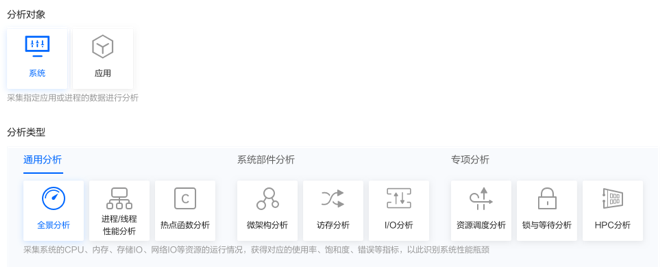 分析对象
系统
应用
采集指定应用或进程的数据进行分析
分析类型
通用分析
系统部件分析
专项分析
全景分析
进程/线程
性能分析
C
热点函数分析
微架构分析
访存分析
I/O分析
资源调度分析
锁与等待分析
HPC分析
采集系统的CPU、内存、存储IO、网络IO等资源的运行情况，获得对应的使用率、饱和度、错误等指标，以此识别系统性能瓶颈